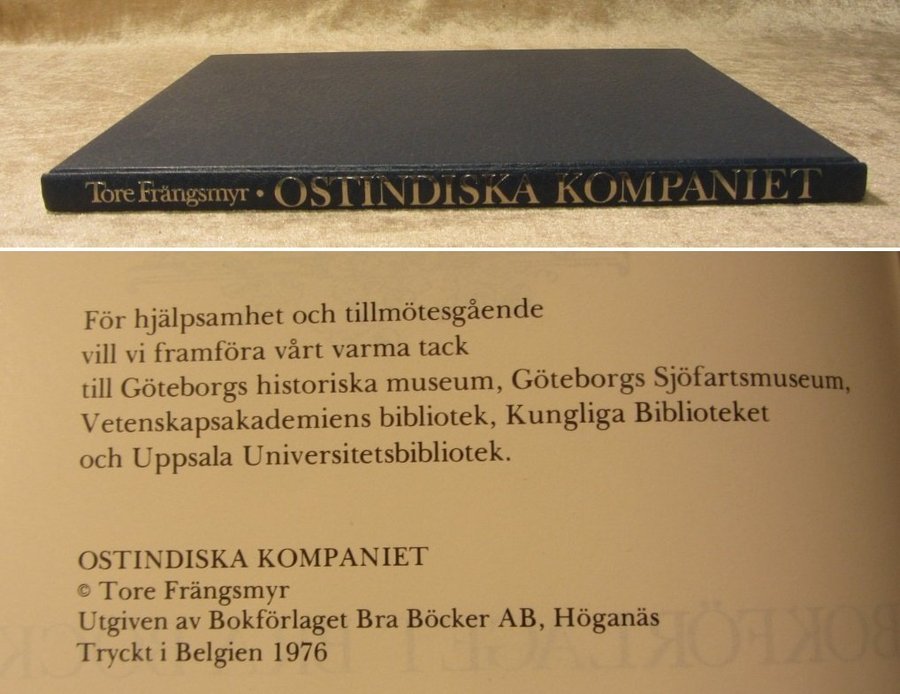 Tore Frängsmyr • OSTINDISKA KOMPANIET
För hjälpsamhet och tillmötesgående
vill vi framföra vårt varma tack
till Göteborgs historiska museum, Göteborgs Sjöfartsmuseum,
Vetenskapsakademiens bibliotek, Kungliga Biblioteket
och Uppsala Universitetsbibliotek.
OSTINDISKA KOMPANIET
© Tore Frängsmyr
Utgiven av Bokförlaget Bra Böcker AB, Höganäs
Tryckt i Belgien 1976